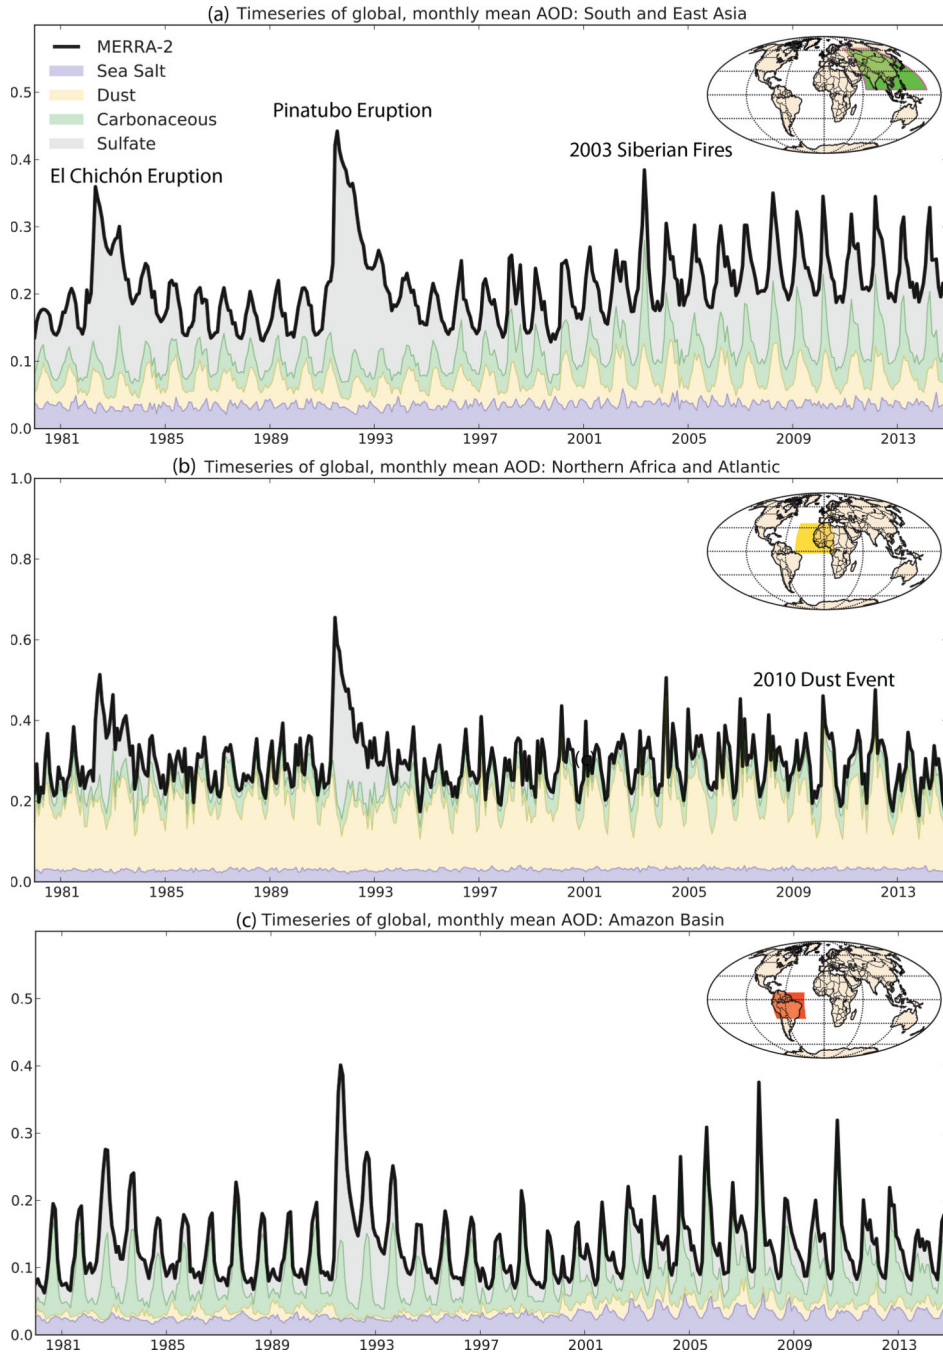 (a) Timeseries of global, monthly mean AOD: South and East Asia
MERRA-2
Sea Salt
Dust
Carbonaceous
Sulfate
El Chichón Eruption
Pinatubo Eruption
2003 Siberian Fires
0.5
0.4
0.3
0.2
0.1
0.0
1981 1985 1989 1993 1997 2001 2005 2009 2013
(b) Timeseries of global, monthly mean AOD: Northern Africa and Atlantic
1.0
0.8
0.6
0.4
0.2
0.0
2010 Dust Event
1981 1985 1989 1993 1997 2001 2005 2009 2013
(c) Timeseries of global, monthly mean AOD: Amazon Basin
0.5
0.4
0.3
0.2
0.1
0.0
1981 1985 1989 1993 1997 2001 2005 2009 2013